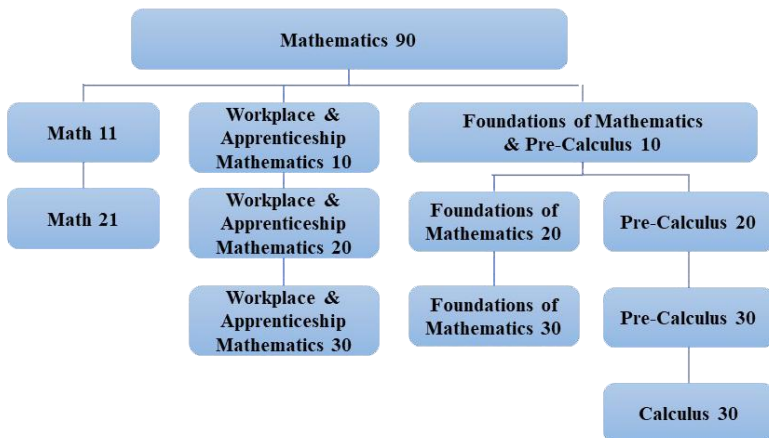 Mathematics 90
Math 11
Workplace &
Apprenticeship
Mathematics 10
Foundations of Mathematics
& Pre-Calculus 10
Math 21
Workplace &
Apprenticeship
Mathematics 20
Foundations of
Mathematics 20
Pre-Calculus 20
Workplace &
Apprenticeship
Mathematics 30
Foundations of
Mathematics 30
Pre-Calculus 30
Calculus 30